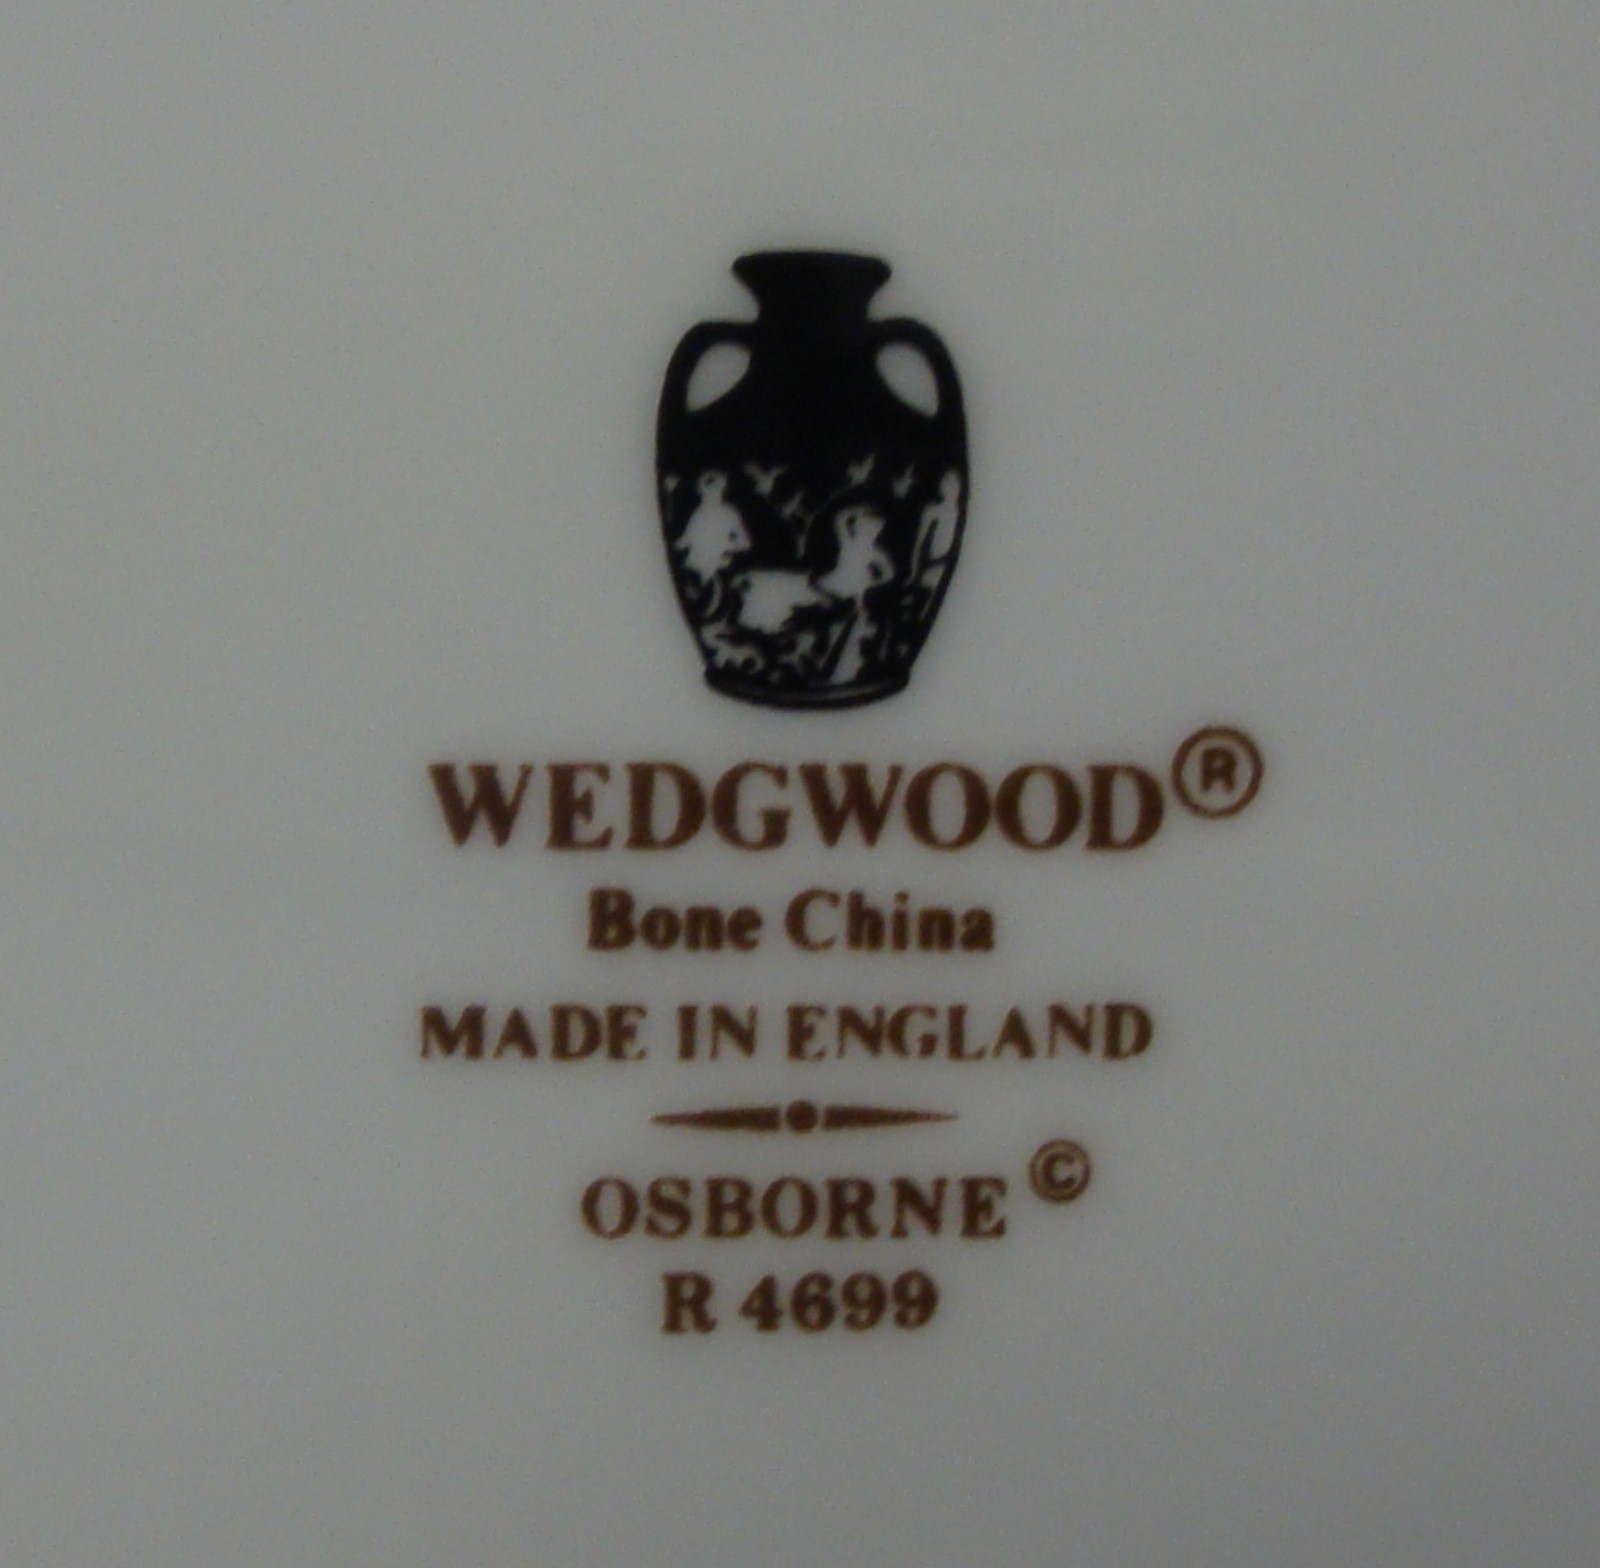 WEDGWOOD®
Bone China
MADE IN ENGLAND
OSBORNE ©
R 4699